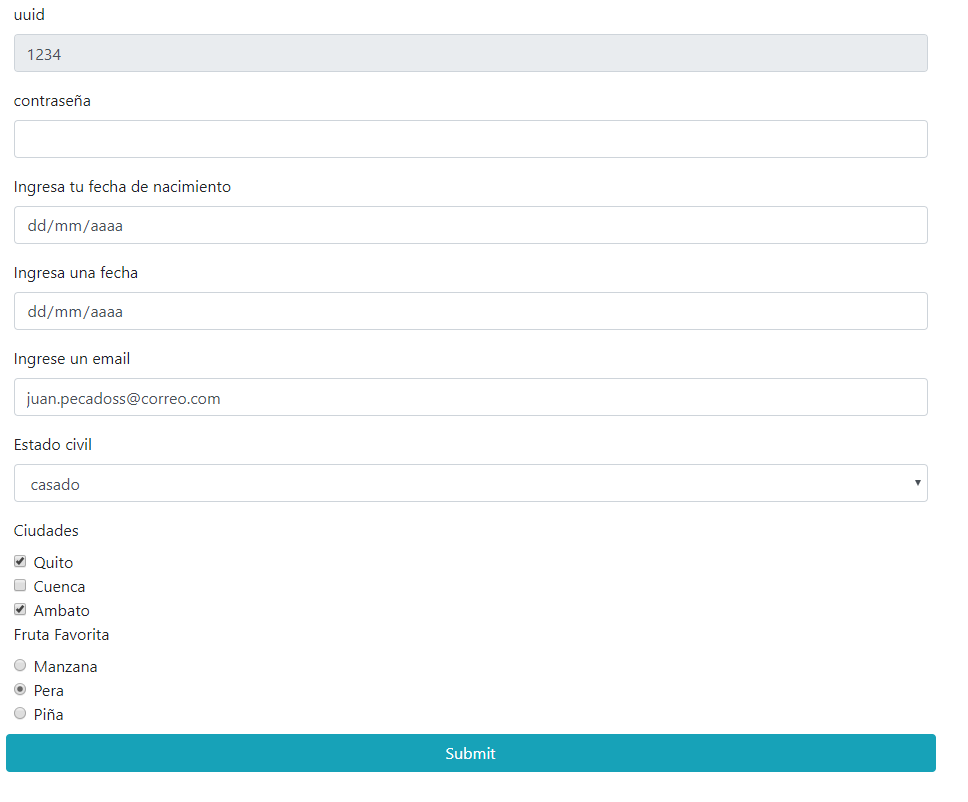 uuid
1234
contraseña
Ingresa tu fecha de nacimiento
dd/mm/aaaa
Ingresa una fecha
dd/mm/aaaa
Ingrese un email
juan.pecadoss@correo.com
Estado civil
casado
Ciudades
Quito
Cuenca
Ambato
Fruta Favorita
Manzana
Pera
Piña
Submit